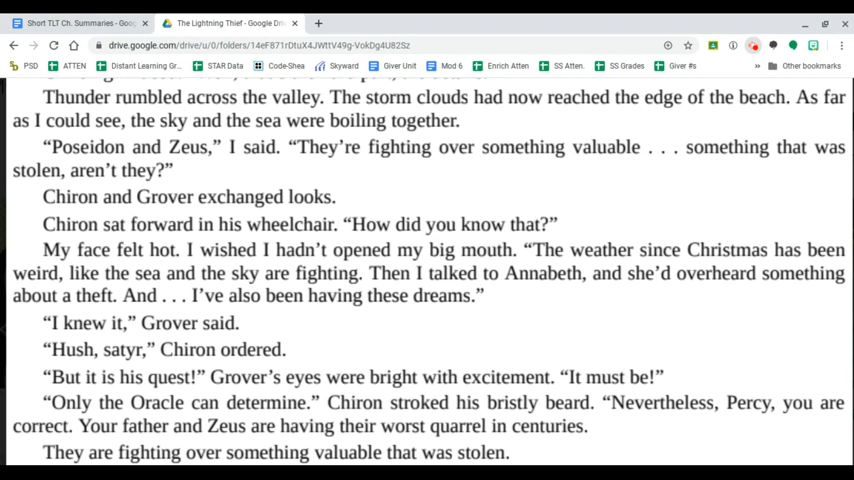 Short TLT Ch. Summaries - Goog
The Lightning Thief - Google Dri
drive.google.com/drive/u/0/folders/14eF871rDtuX4JWttV49g-VokDg4U82Sz
PSD
ATTEN
Distant Learning Gr...
STAR Data
Code-Shea
Skyward
Giver Unit
Mod 6
Enrich Atten
SS Atten.
SS Grades
Giver #s
Other bookmarks
Thunder rumbled across the valley. The storm clouds had now reached the edge of the beach. As far
as I could see, the sky and the sea were boiling together.
“Poseidon and Zeus,” I said. “They’re fighting over something valuable . . . something that was
stolen, aren’t they?”
Chiron and Grover exchanged looks.
Chiron sat forward in his wheelchair. “How did you know that?”
My face felt hot. I wished I hadn’t opened my big mouth. “The weather since Christmas has been
weird, like the sea and the sky are fighting. Then I talked to Annabeth, and she’d overheard something
about a theft. And . . . I’ve also been having these dreams.”
“I knew it,” Grover said.
“Hush, satyr,” Chiron ordered.
“But it is his quest!” Grover’s eyes were bright with excitement. “It must be!”
“Only the Oracle can determine.” Chiron stroked his bristly beard. “Nevertheless, Percy, you are
correct. Your father and Zeus are having their worst quarrel in centuries.
They are fighting over something valuable that was stolen.